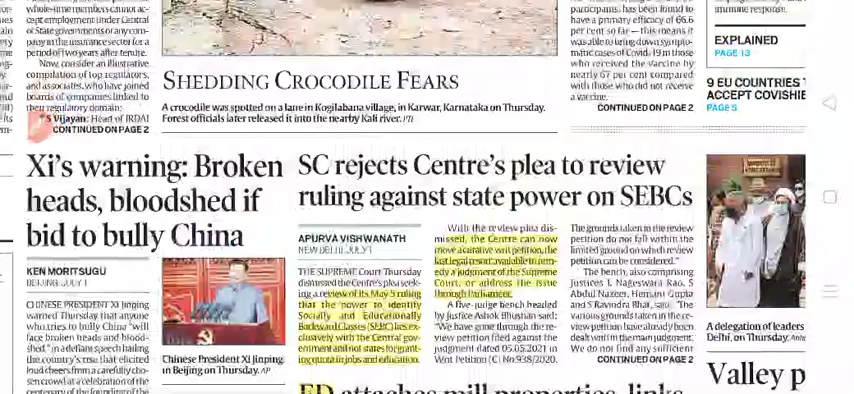 whole-time members cannot ac-
cept employment under Central
or State governments or any com-
pany in the insurance sector for a
period of two years after tenure.
Now, consider an illustrative
compilation of top regulators,
and associates, who have joined
boards of companies linked to
their regulatory domain:
S Vijayan: Head of IRDAI
CONTINUED ON PAGE 2
SHEDDING CROCODILE FEARS
A crocodile was spotted on a lane in Kogilabana village, in Karwar, Karnataka on Thursday.
Forest officials later released it into the nearby Kali river. PTI
participants, has been found to
have a primary efficacy of 66.6
per cent so far — this means it
was able to bring down sympto-
matic cases of Covid-19 in those
who received the vaccine by
nearly 67 per cent compared
with those who did not receive
a vaccine.
CONTINUED ON PAGE 2
immune response.
EXPLAINED
PAGE 13
9 EU COUNTRIES
ACCEPT COVISHIE
PAGE 5
Xi's warning: Broken
heads, bloodshed if
bid to bully China
KEN MORITSUGU
BEIJING, JULY 1
CHINESE PRESIDENT Xi Jinping
warned Thursday that anyone
who tries to bully China "will
face broken heads and blood-
shed," in a defiant speech hailing
the country's rise that elicited
loud cheers from a carefully cho-
sen crowd at a celebration of the
centenary of the founding of the
Chinese President Xi Jinping,
in Beijing on Thursday. AP
SC rejects Centre's plea to review
ruling against state power on SEBCs
APURVA VISHWANATH
NEW DELHI, JULY 1
THE SUPREME Court Thursday
dismissed the Centre's plea seek-
ing a review of its May 5 ruling
that the power to identify
Socially and Educationally
Backward Classes (SEBC) lies ex-
clusively with the Central gov-
ernment and not states for grant-
ing quota in jobs and education.
With the review plea dis-
missed, the Centre can now
move a curative writ petition, the
last legal resort available to rem-
edy a judgment of the Supreme
Court, or address the issue
through Parliament.
A five-judge bench headed
by Justice Ashok Bhushan said:
"We have gone through the re-
view petition filed against the
judgment dated 05.05.2021 in
Writ Petition (C) No.938/2020.
The grounds taken in the review
petition do not fall within the
limited ground on which review
petition can be considered."
The bench, also comprising
Justices L Nageswara Rao, S
Abdul Nazeer, Hemant Gupta
and S Ravindra Bhat, said: "The
various grounds taken in the re-
view petition have already been
dealt with in the main judgment.
We do not find any sufficient
CONTINUED ON PAGE 2
A delegation of leaders
Delhi, on Thursday.
Valley p
ED attaches mill properties, links